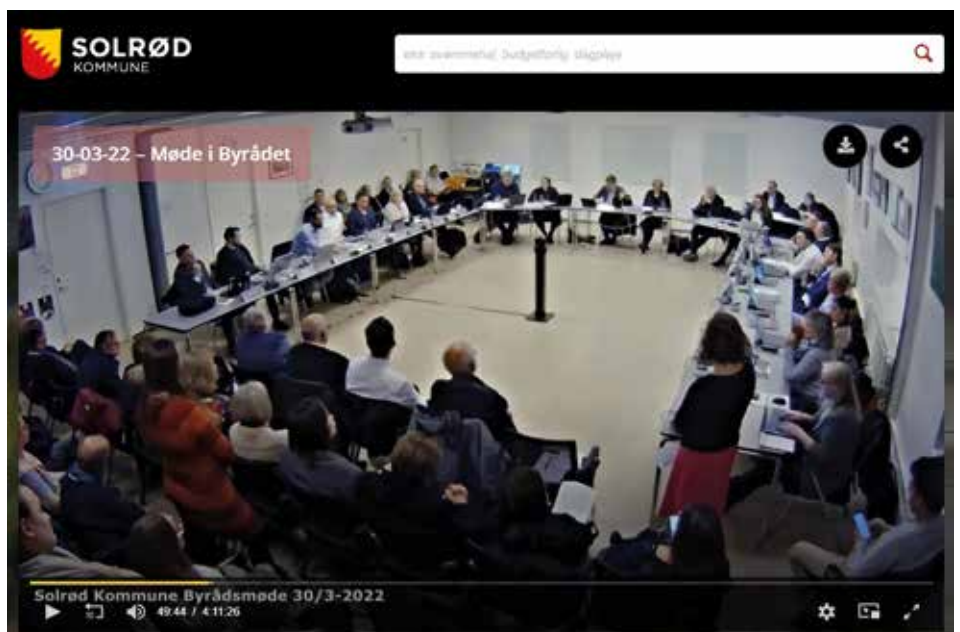 SOLRØD
KOMMUNE
30-03-22 – Møde i Byrådet
Solrød Kommune Byrådsmøde 30/3-2022
49:44 / 4:11:26